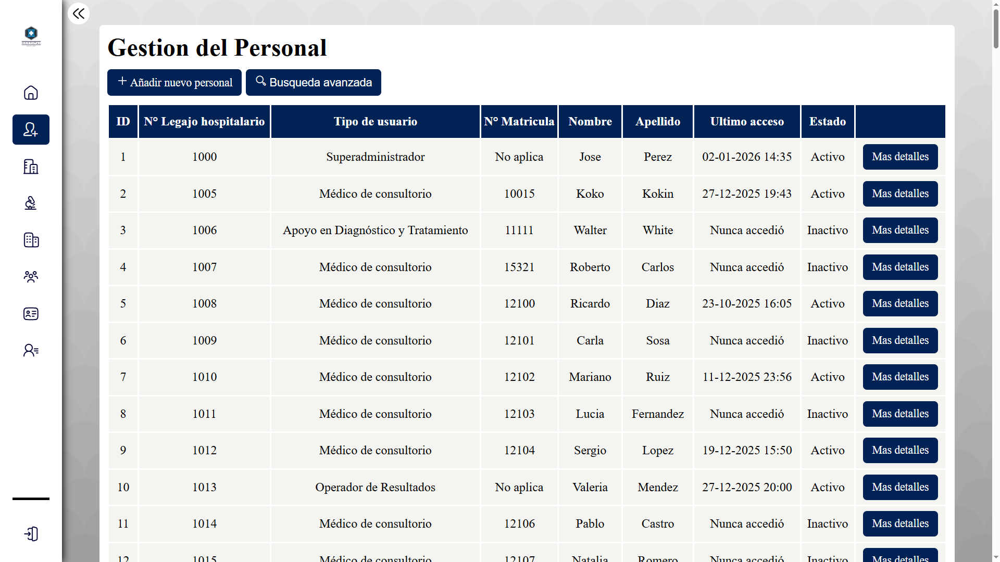 HOSPITAL
Gestion del Personal
Añadir nuevo personal Busqueda avanzada
ID N° Legajo hospitalario Tipo de usuario N° Matricula Nombre Apellido Ultimo acceso Estado
1 1000 Superadministrador No aplica Jose Perez 02-01-2026 14:35 Activo Mas detalles
2 1005 Médico de consultorio 10015 Koko Kokin 27-12-2025 19:43 Activo Mas detalles
3 1006 Apoyo en Diagnóstico y Tratamiento 11111 Walter White Nunca accedió Inactivo Mas detalles
4 1007 Médico de consultorio 15321 Roberto Carlos Nunca accedió Inactivo Mas detalles
5 1008 Médico de consultorio 12100 Ricardo Diaz 23-10-2025 16:05 Activo Mas detalles
6 1009 Médico de consultorio 12101 Carla Sosa Nunca accedió Inactivo Mas detalles
7 1010 Médico de consultorio 12102 Mariano Ruiz 11-12-2025 23:56 Activo Mas detalles
8 1011 Médico de consultorio 12103 Lucia Fernandez Nunca accedió Inactivo Mas detalles
9 1012 Médico de consultorio 12104 Sergio Lopez 19-12-2025 15:50 Activo Mas detalles
10 1013 Operador de Resultados No aplica Valeria Mendez 27-12-2025 20:00 Activo Mas detalles
11 1014 Médico de consultorio 12106 Pablo Castro Nunca accedió Inactivo Mas detalles
12 1015 Médico de consultorio 12107 Natalia Romero Nunca accedió Inactivo Mas detalles